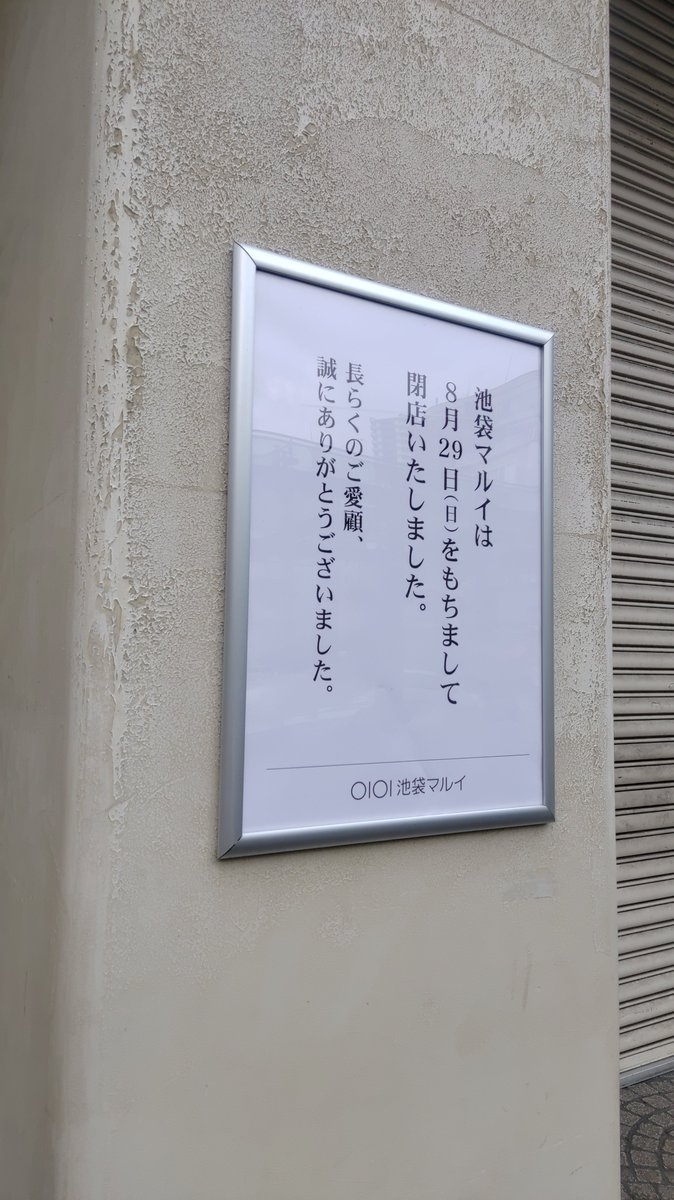 池袋マルイは
8月29日(日)をもちまして
閉店いたしました。
長らくのご愛顧、
誠にありがとうございました。
OIOI 池袋マルイ